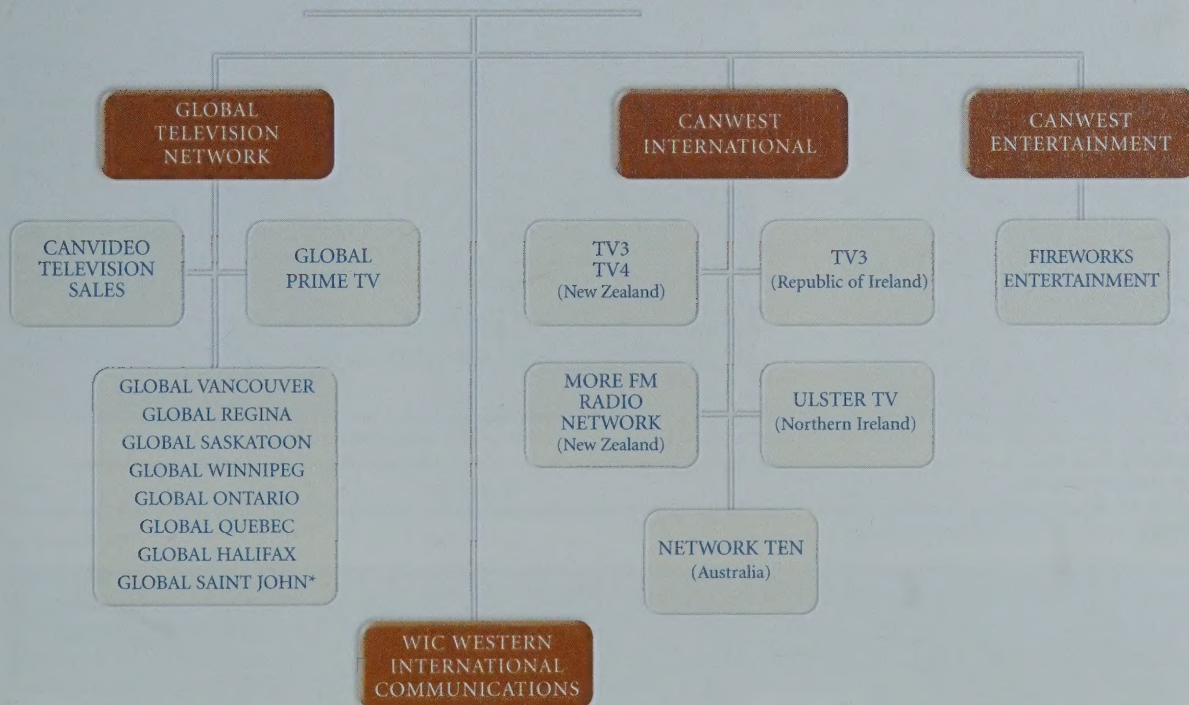 GLOBAL
TELEVISION
NETWORK
CANVIDEO
TELEVISION
SALES
GLOBAL
PRIME TV
GLOBAL VANCOUVER
GLOBAL REGINA
GLOBAL SASKATOON
GLOBAL WINNIPEG
GLOBAL ONTARIO
GLOBAL QUEBEC
GLOBAL HALIFAX
GLOBAL SAINT JOHN*
WIC WESTERN
INTERNATIONAL
COMMUNICATIONS
CANWEST
INTERNATIONAL
TV3
TV4
(New Zealand)
TV3
(Republic of Ireland)
MORE FM
RADIO
NETWORK
(New Zealand)
ULSTER TV
(Northern Ireland)
NETWORK TEN
(Australia)
CANWEST
ENTERTAINMENT
FIREWORKS
ENTERTAINMENT